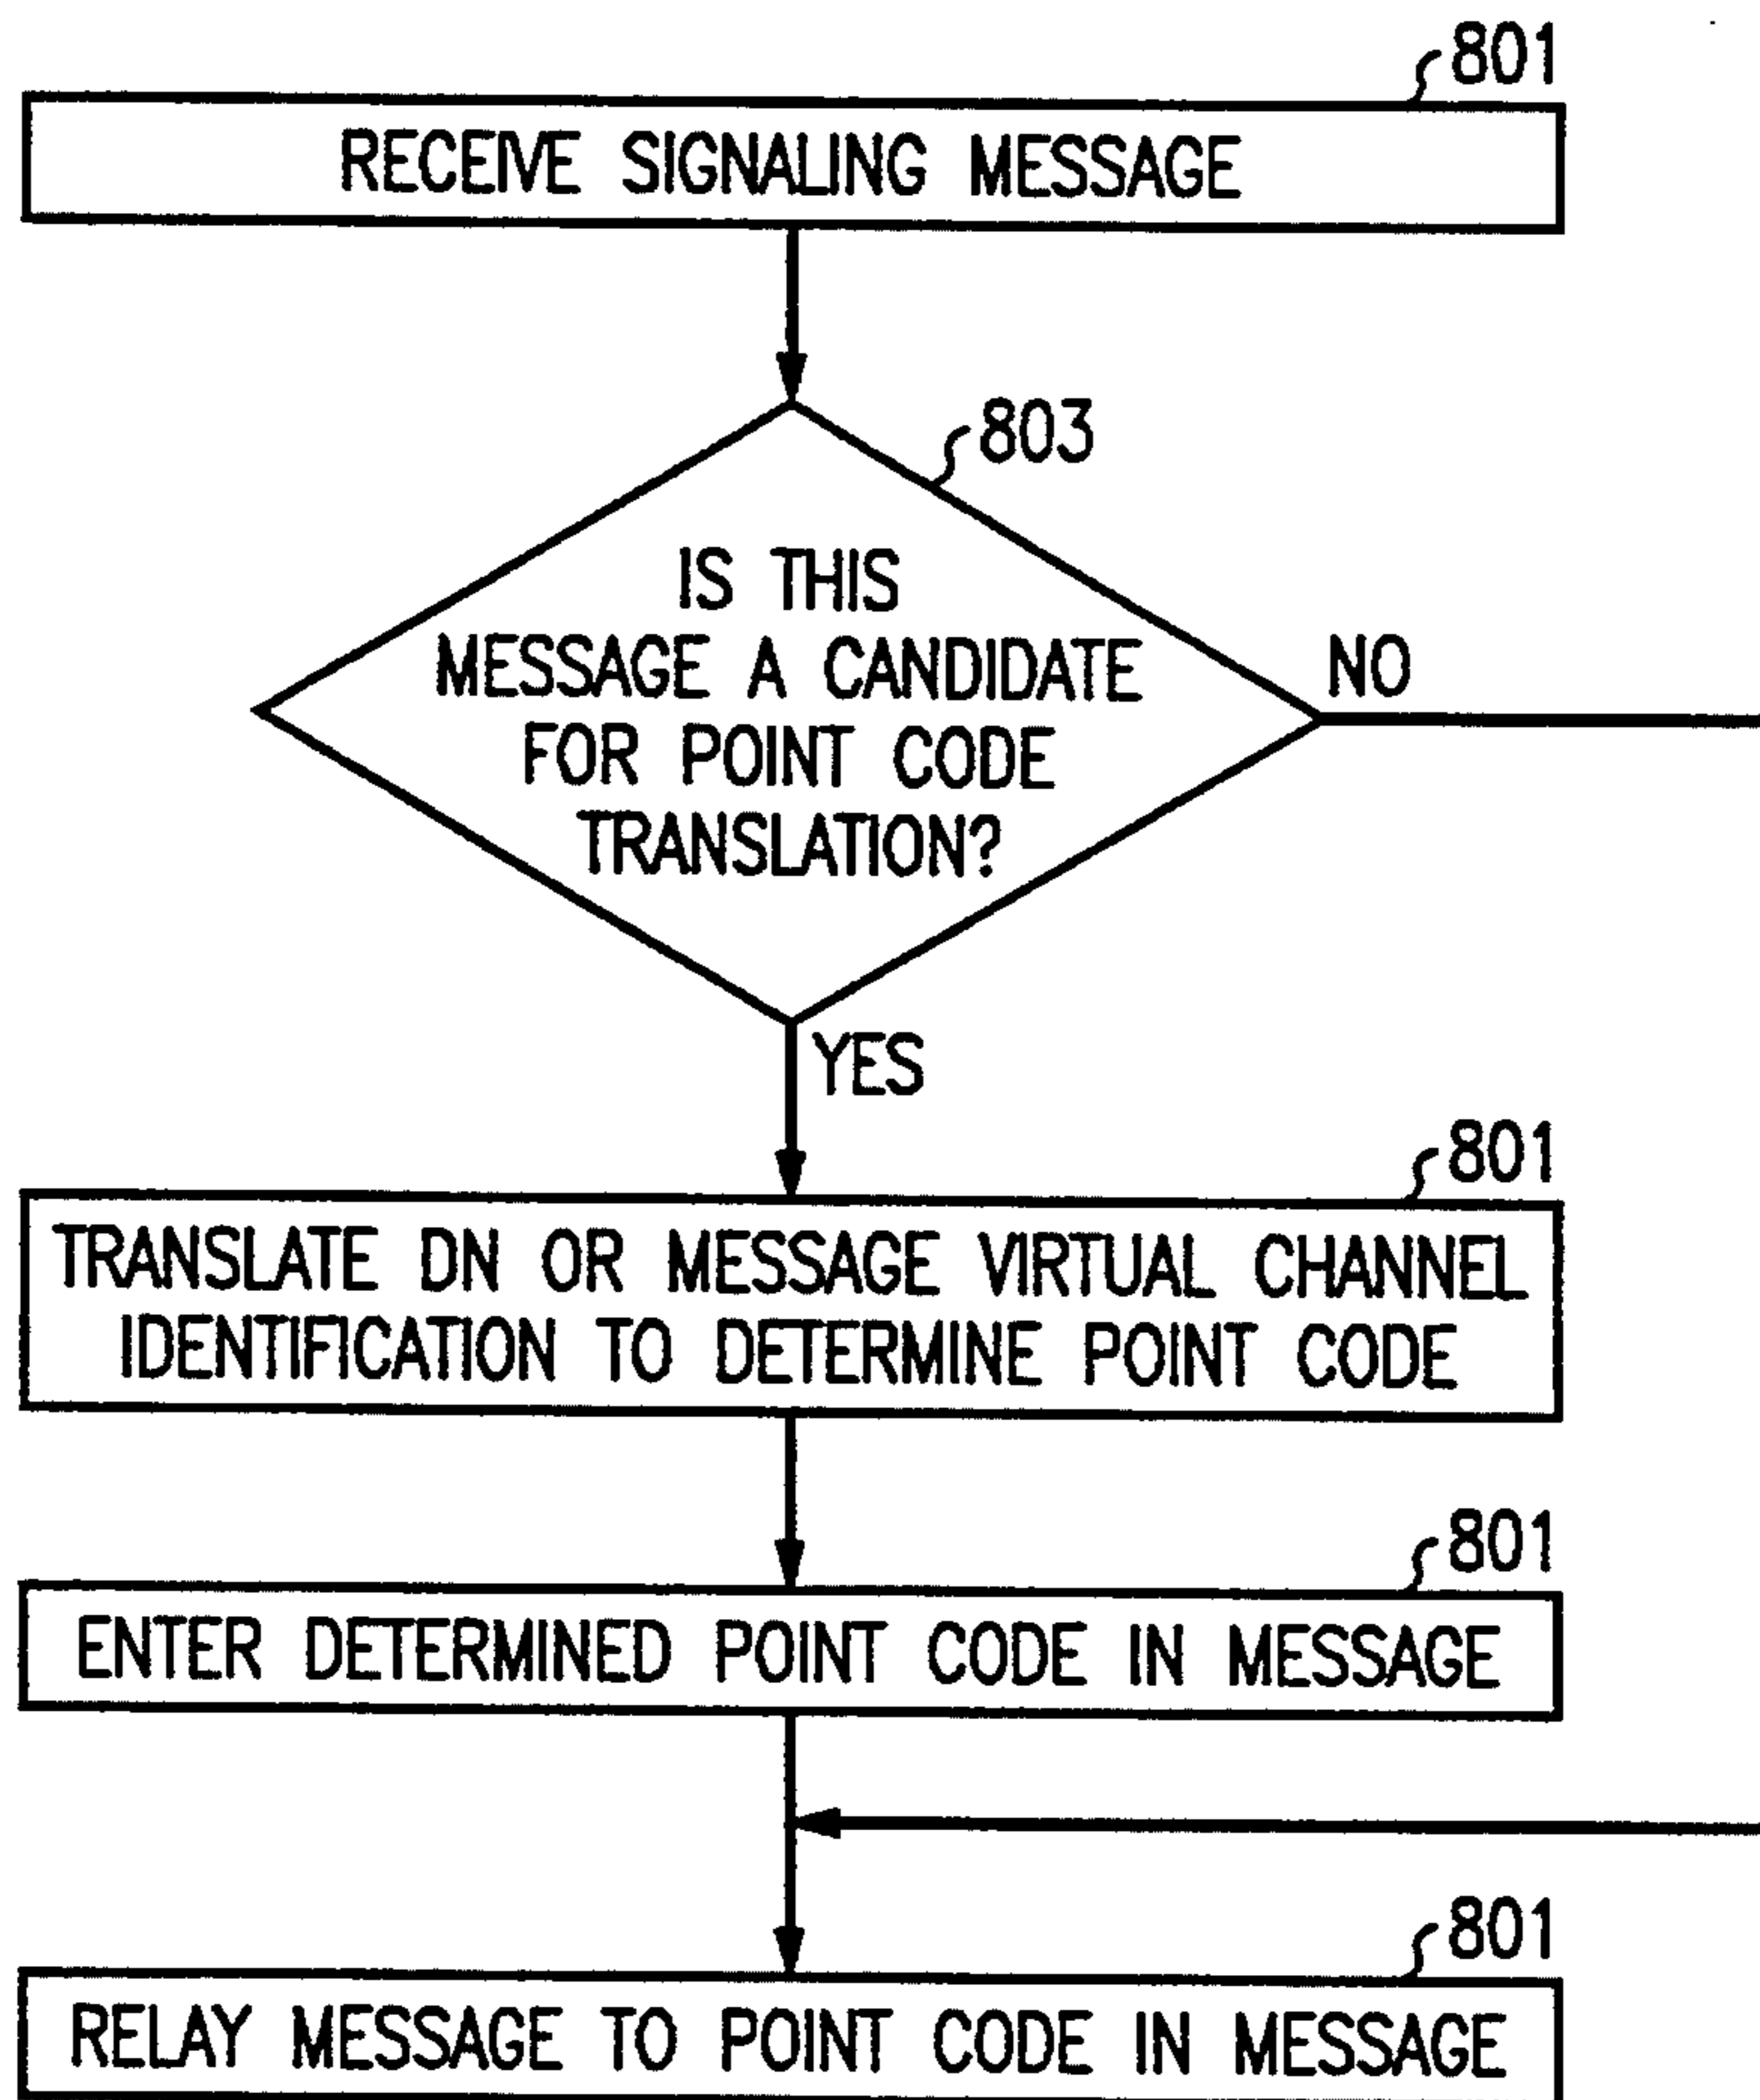 801
RECEIVE SIGNALING MESSAGE
803
IS THIS
MESSAGE A CANDIDATE
FOR POINT CODE
TRANSLATION?
NO
YES
801
TRANSLATE DN OR MESSAGE VIRTUAL CHANNEL
IDENTIFICATION TO DETERMINE POINT CODE
801
ENTER DETERMINED POINT CODE IN MESSAGE
801
RELAY MESSAGE TO POINT CODE IN MESSAGE